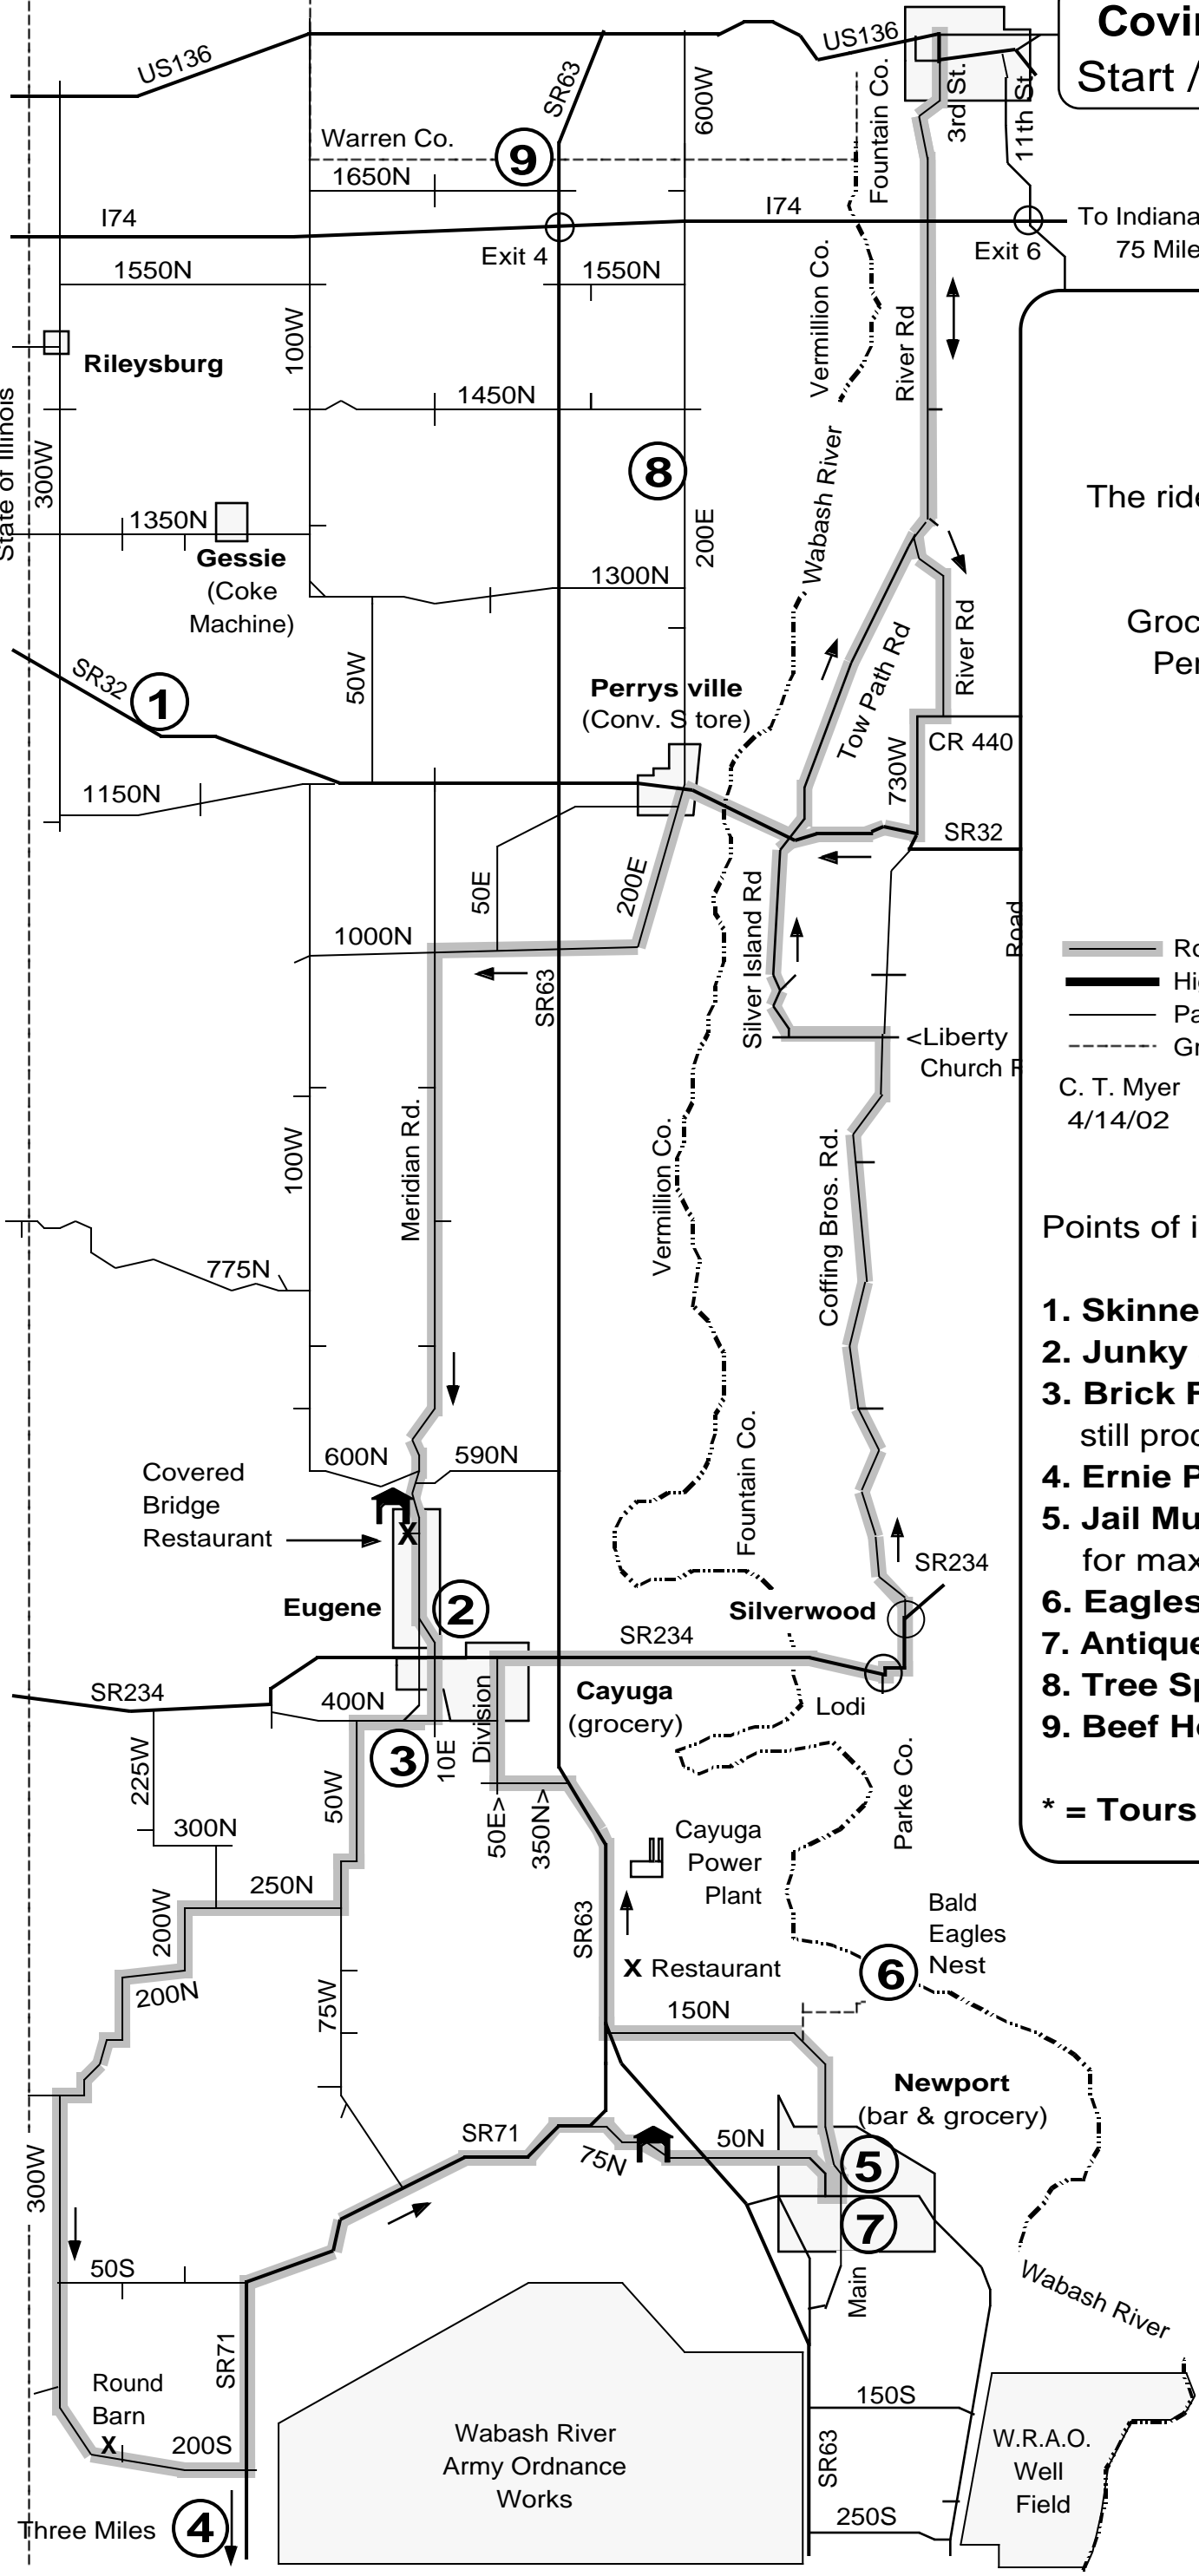 Covi
Start /
US136
US136
SR63
600W
Fountain Co.
3rd St.
11th St
Warren Co.
9
1650N
I74
I74
To Indiana
75 Mile
Exit 4
Exit 6
1550N
1550N
Vermillion Co.
River Rd
100W
Rileysburg
State of Illinois
300W
1450N
8
Wabash River
The ride
1350N
200E
Gessie
(Coke
Machine)
1300N
River Rd
Groc
Per
SR32
1
50W
Tow Path Rd
Perrys ville
(Conv. S tore)
CR 440
730W
1150N
SR32
50E
200E
Silver Island Rd
Road
1000N
SR63
<Liberty
Church R
C. T. Myer
4/14/02
100W
Meridian Rd.
Vermillion Co.
Coffing Bros. Rd.
775N
Points of i
1. Skinne
2. Junky
3. Brick F
still proc
4. Ernie P
5. Jail Mu
for max
6. Eagles
7. Antique
8. Tree Sp
9. Beef Ho
* = Tours
600N
590N
Fountain Co.
Covered
Bridge
Restaurant
X
SR234
Eugene
2
Silverwood
SR234
SR234
400N
Division
Cayuga
(grocery)
Lodi
3
10E
225W
50W
50E>
350N>
Parke Co.
300N
Cayuga
Power
Plant
250N
200W
SR63
Bald
Eagles
Nest
6
X Restaurant
200N
75W
150N
Newport
(bar & grocery)
SR71
75N
50N
5
300W
7
50S
Main
Wabash River
SR71
Round
Barn
X
200S
150S
Wabash River
Army Ordnance
Works
SR63
W.R.A.O.
Well
Field
250S
Three Miles
4